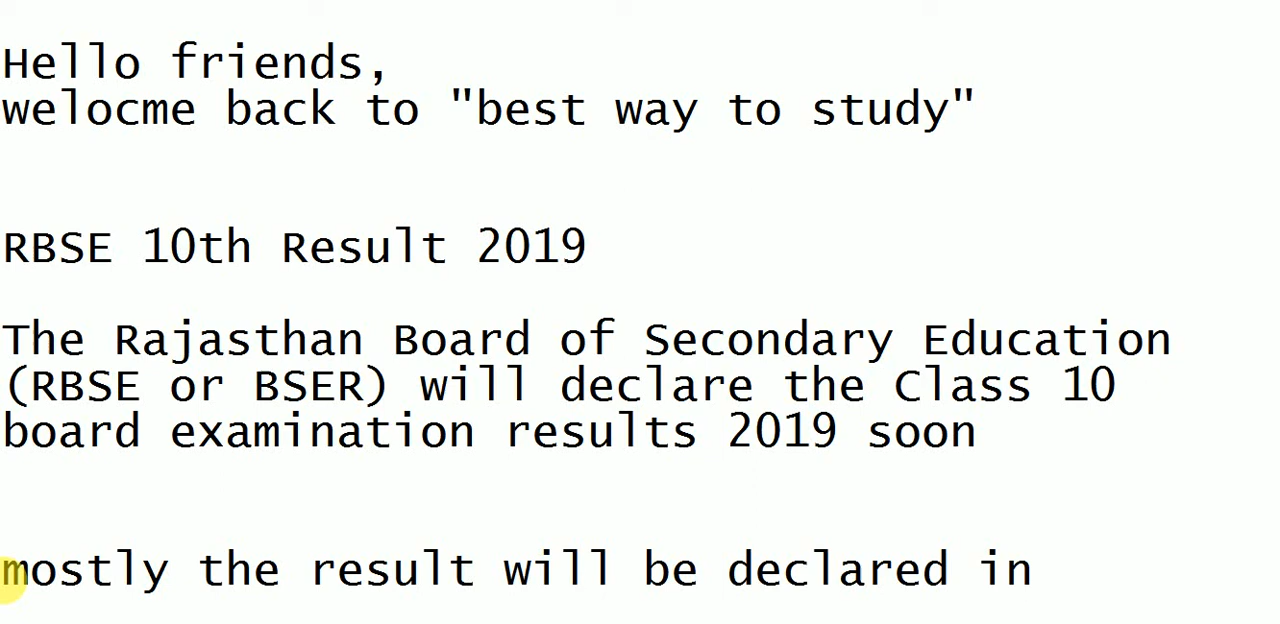 Hello friends,
welocme back to "best way to study"
RBSE 10th Result 2019
The Rajasthan Board of Secondary Education
(RBSE or BSER) will declare the Class 10
board examination results 2019 soon
mostly the result will be declared in